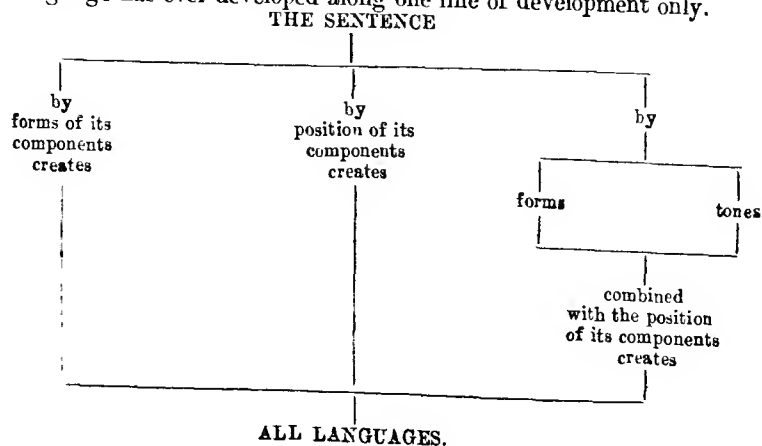 has ever developed along one line of development only.
THE SENTENCE
by
forms of its
components
creates
by
position of its
components
creates
by
forms
tones
combined
with the position
of its components
creates
ALL LANGUAGES.